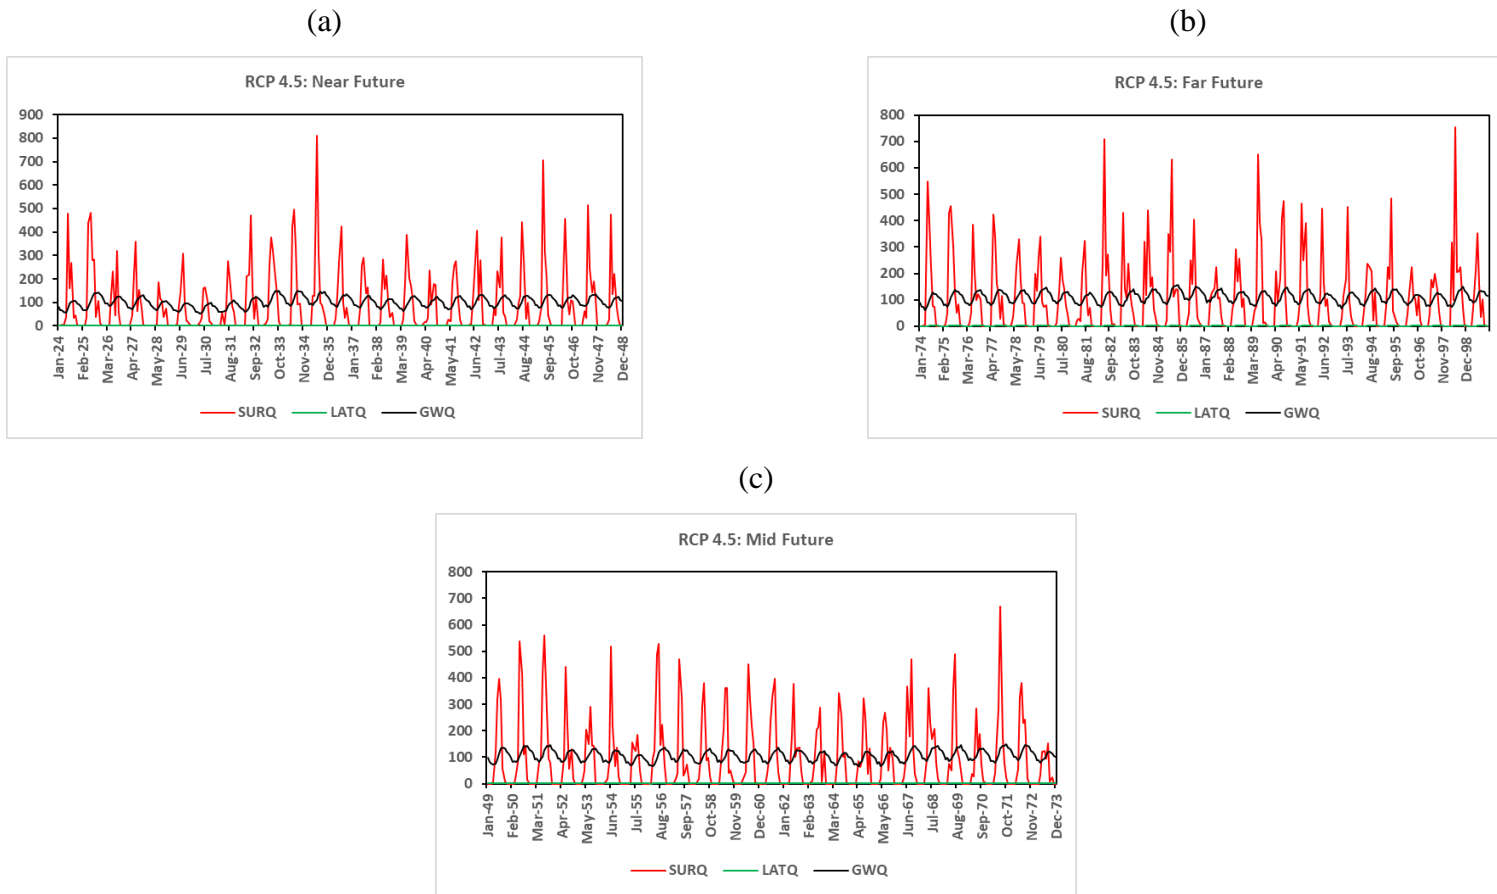 (a)
RCP 4.5: Near Future
900
800
700
600
500
400
300
200
100
0
Jan-24
Feb-25
Mar-26
Apr-27
May-28
Jun-29
Jul-30
Aug-31
Sep-32
Oct-33
Nov-34
Dec-35
Jan-37
Feb-38
Mar-39
Apr-40
May-41
Jun-42
Jul-43
Aug-44
Sep-45
Oct-46
Nov-47
Dec-48
SURQ LATQ GWQ
(b)
RCP 4.5: Far Future
800
700
600
500
400
300
200
100
0
Jan-74
Feb-75
Mar-76
Apr-77
May-78
Jun-79
Jul-80
Aug-81
Sep-82
Oct-83
Nov-84
Dec-85
Jan-87
Feb-88
Mar-89
Apr-90
May-91
Jun-92
Jul-93
Aug-94
Sep-95
Oct-96
Nov-97
Dec-98
SURQ LATQ GWQ
(c)
RCP 4.5: Mid Future
800
700
600
500
400
300
200
100
0
Jan-49
Feb-50
Mar-51
Apr-52
May-53
Jun-54
Jul-55
Aug-56
Sep-57
Oct-58
Nov-59
Dec-60
Jan-62
Feb-63
Mar-64
Apr-65
May-66
Jun-67
Jul-68
Aug-69
Sep-70
Oct-71
Nov-72
Dec-73
SURQ LATQ GWQ